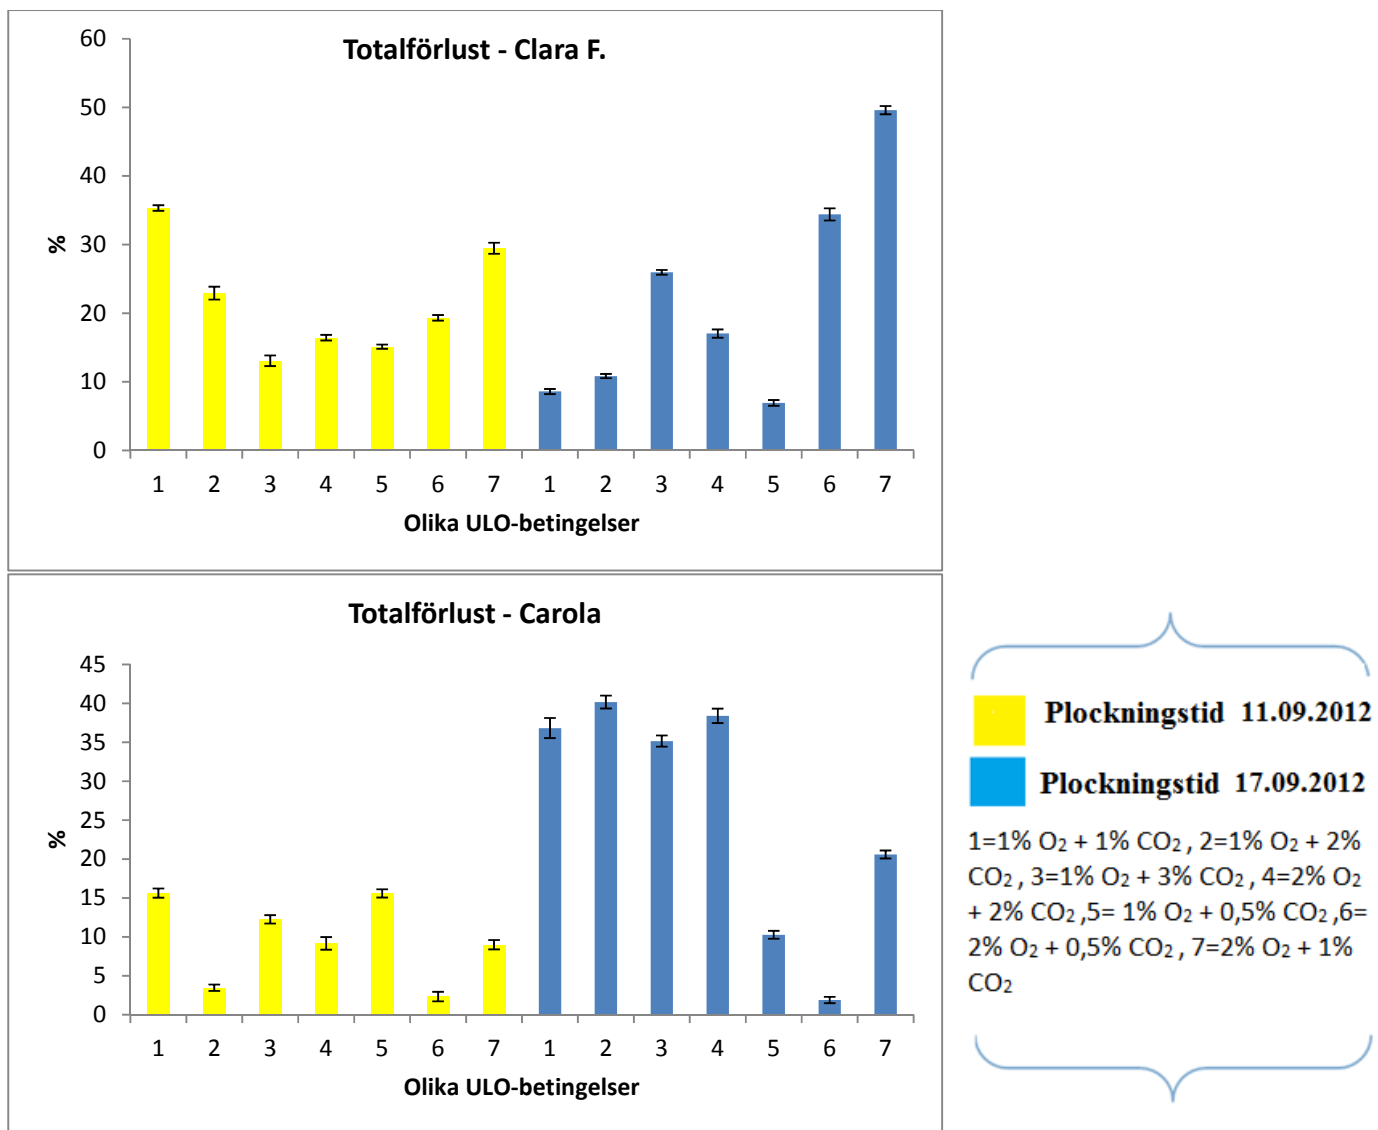 Totalförlust - Clara F.
60
50
40
30
20
10
0
%
1 2 3 4 5 6 7 1 2 3 4 5 6 7
Olika ULO-betingelser
Totalförlust - Carola
45
40
35
30
25
20
15
10
5
0
%
1 2 3 4 5 6 7 1 2 3 4 5 6 7
Olika ULO-betingelser
Plockningstid 11.09.2012
Plockningstid 17.09.2012
1=1% O₂ + 1% CO₂ , 2=1% O₂ + 2%
CO₂ , 3=1% O₂ + 3% CO₂ , 4=2% O₂
+ 2% CO₂ ,5= 1% O₂ + 0,5% CO₂ ,6=
2% O₂ + 0,5% CO₂ , 7=2% O₂ + 1%
CO₂